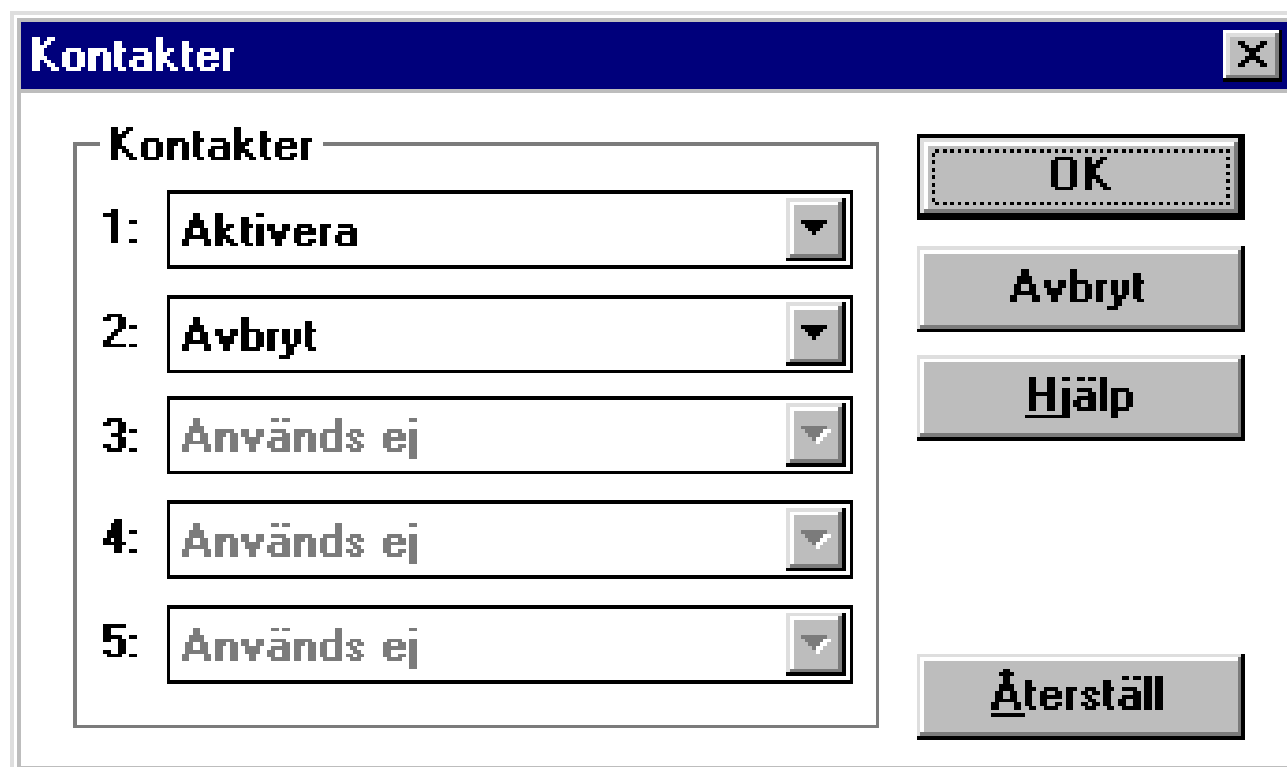 Kontakter
Kontakter
1: Aktivera
2: Avbryt
3: Används ej
4: Används ej
5: Används ej
OK
Avbryt
Hjälp
Återställ